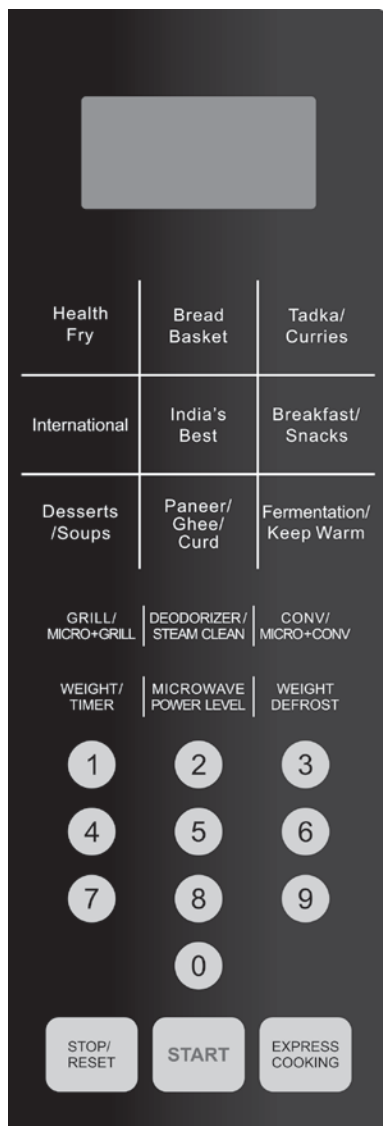 Health
Fry
Bread
Basket
Tadka/
Curries
International
India's
Best
Breakfast/
Snacks
Desserts
/Soups
Paneer/
Ghee/
Curd
Fermentation/
Keep Warm
GRILL/
MICRO+GRILL
DEODORIZER/
STEAM CLEAN
CONV/
MICRO+CONV
WEIGHT/
TIMER
MICROWAVE
POWER LEVEL
WEIGHT
DEFROST
1 2 3
4 5 6
7 8 9
0
STOP/
RESET
START
EXPRESS
COOKING